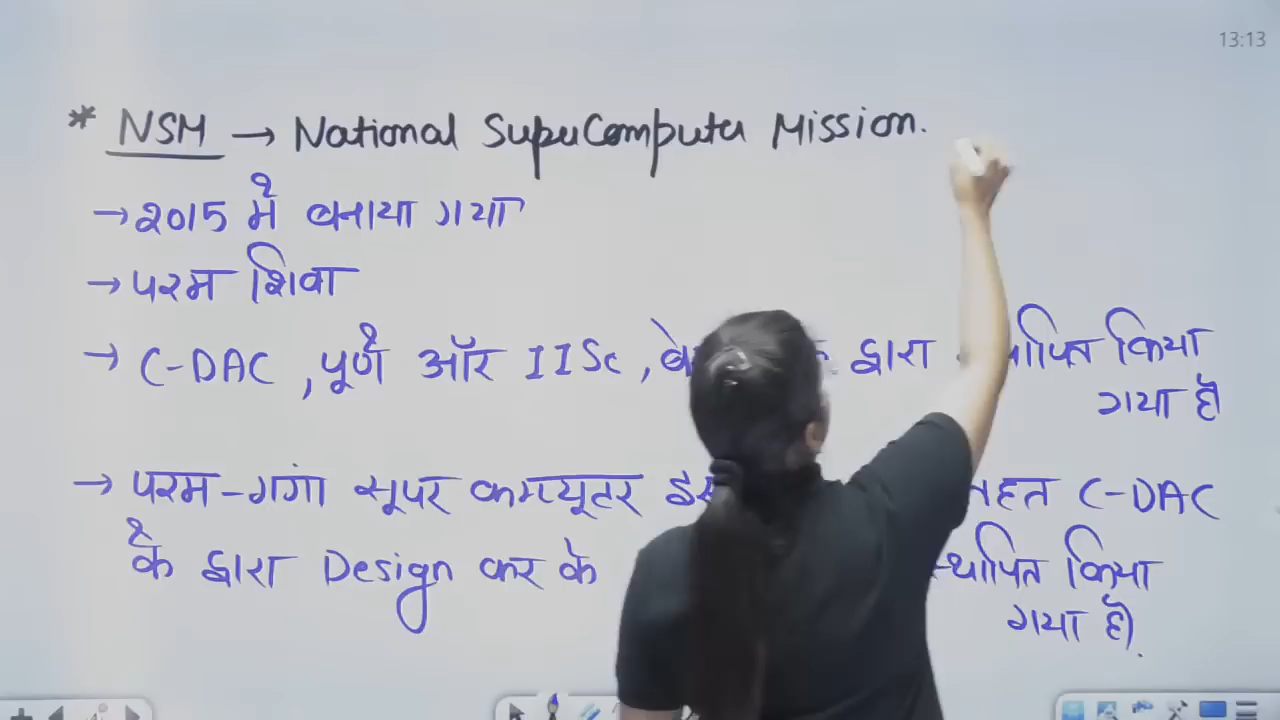 13:13
* NSM → National SuperComputer Mission.
→ 2015 में बनाया गया
→ परम शिवा
→ C-DAC, पूणे और IISc, द्वारा किया
गया है
→ परम-गंगा सूपर कम्प्यूटर तहत C-DAC
के द्वारा Design कर के स्थापित किया
गया है).